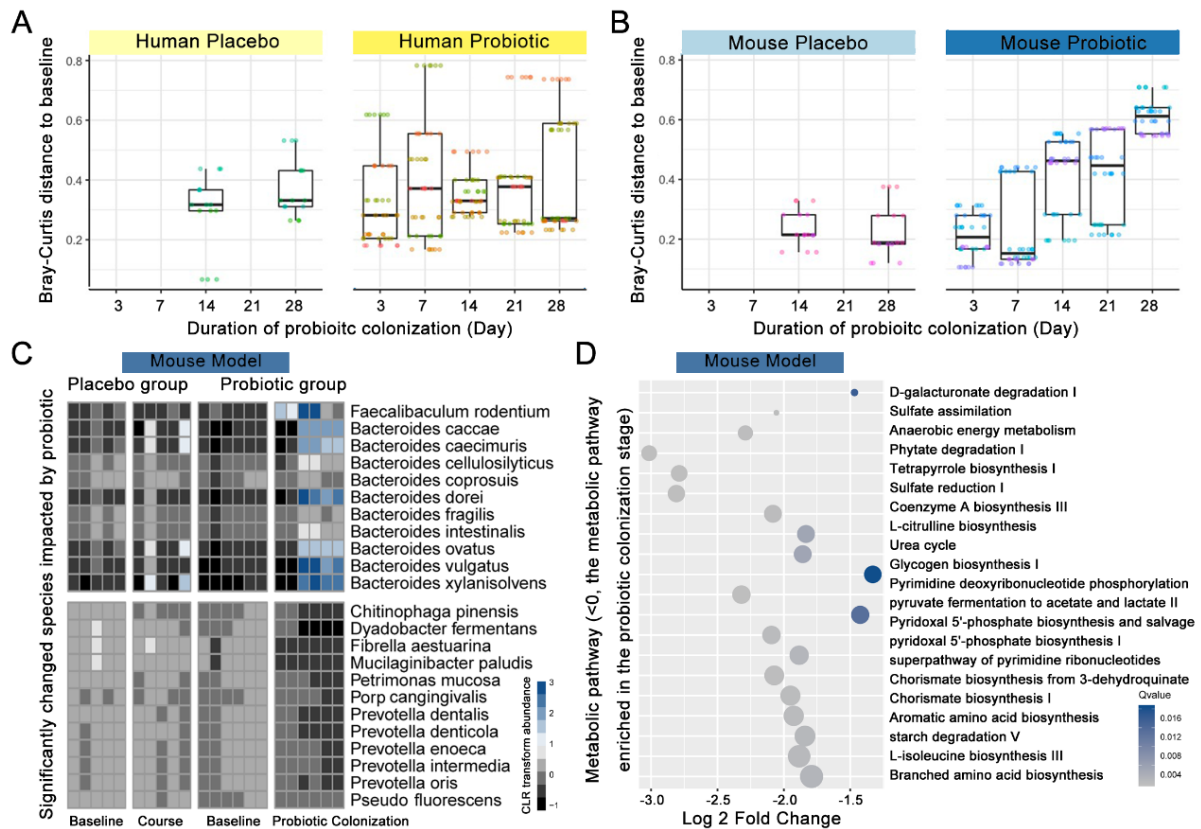 A
Human Placebo
Human Probiotic
Bray-Curtis distance to baseline
0.8
0.6
0.4
0.2
3 7 14 21 28
3 7 14 21 28
Duration of probioitc colonization (Day)
B
Mouse Placebo
Mouse Probiotic
Bray-Curtis distance to baseline
0.8
0.6
0.4
0.2
3 7 14 21 28
3 7 14 21 28
Duration of probioitc colonization (Day)
C
Mouse Model
Placebo group
Probiotic group
Significantly changed species impacted by probiotic
Faecalibaculum rodentium
Bacteroides caccae
Bacteroides caecimuris
Bacteroides cellulosilyticus
Bacteroides coprosuis
Bacteroides dorei
Bacteroides fragilis
Bacteroides intestinalis
Bacteroides ovatus
Bacteroides vulgatus
Bacteroides xylanisolvens
Chitinophaga pinensis
Dyadobacter fermentans
Fibrella aestuarina
Mucilaginibacter paludis
Petrimonas mucosa
Porp cangingivalis
Prevotella dentalis
Prevotella denticola
Prevotella enoeca
Prevotella intermedia
Prevotella oris
Pseudo fluorescens
CLR transform abundance
3
2
1
0
−1
Baseline
Course
Baseline
Probiotic Colonization
D
Mouse Model
Metabolic pathway (<0, the metabolic pathway
enriched in the probiotic colonization stage)
D-galacturonate degradation I
Sulfate assimilation
Anaerobic energy metabolism
Phytate degradation I
Tetrapyrrole biosynthesis I
Sulfate reduction I
Coenzyme A biosynthesis III
L-citrulline biosynthesis
Urea cycle
Glycogen biosynthesis I
Pyrimidine deoxyribonucleotide phosphorylation
pyruvate fermentation to acetate and lactate II
Pyridoxal 5'-phosphate biosynthesis and salvage
pyridoxal 5'-phosphate biosynthesis I
superpathway of pyrimidine ribonucleotides
Chorismate biosynthesis from 3-dehydroquinate
Chorismate biosynthesis I
Aromatic amino acid biosynthesis
starch degradation V
L-isoleucine biosynthesis III
Branched amino acid biosynthesis
Qvalue
0.016
0.012
0.008
0.004
-3.0 -2.5 -2.0 -1.5
Log 2 Fold Change